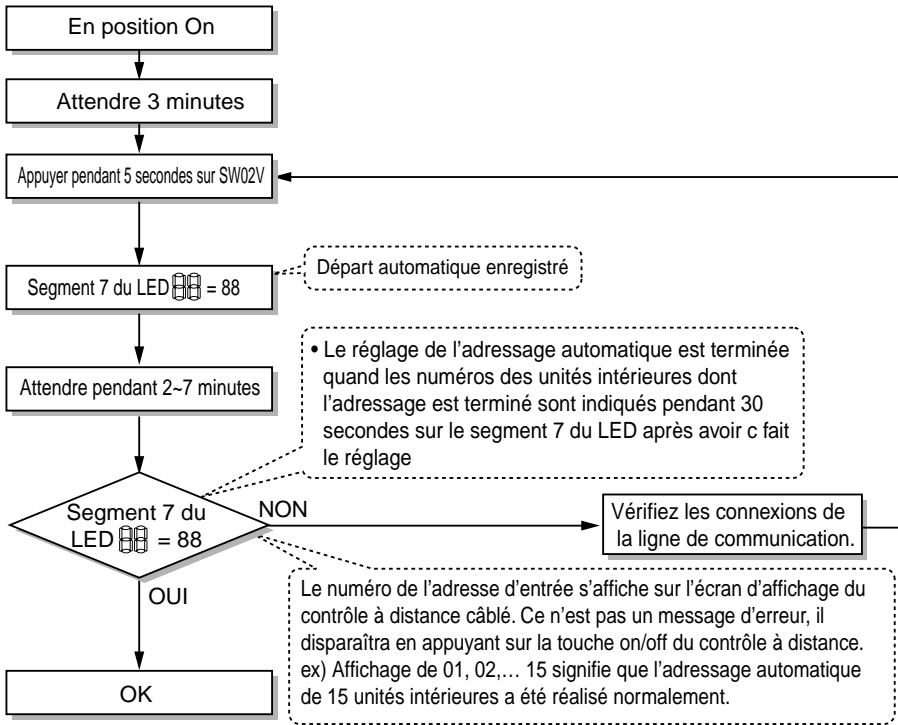 En position On
Attendre 3 minutes
Appuyer pendant 5 secondes sur SW02V
Segment 7 du LED 88 = 88
Départ automatique enregistré
Attendre pendant 2~7 minutes
• Le réglage de l’adressage automatique est terminée
quand les numéros des unités intérieures dont
l’adressage est terminé sont indiqués pendant 30
secondes sur le segment 7 du LED après avoir c fait
le réglage
Segment 7 du
LED 88 = 88
NON
Vérifiez les connexions de
la ligne de communication.
OUI
Le numéro de l’adresse d’entrée s’affiche sur l’écran d’affichage du
contrôle à distance câblé. Ce n’est pas un message d’erreur, il
disparaîtra en appuyant sur la touche on/off du contrôle à distance.
ex) Affichage de 01, 02,... 15 signifie que l’adressage automatique
de 15 unités intérieures a été réalisé normalement.
OK